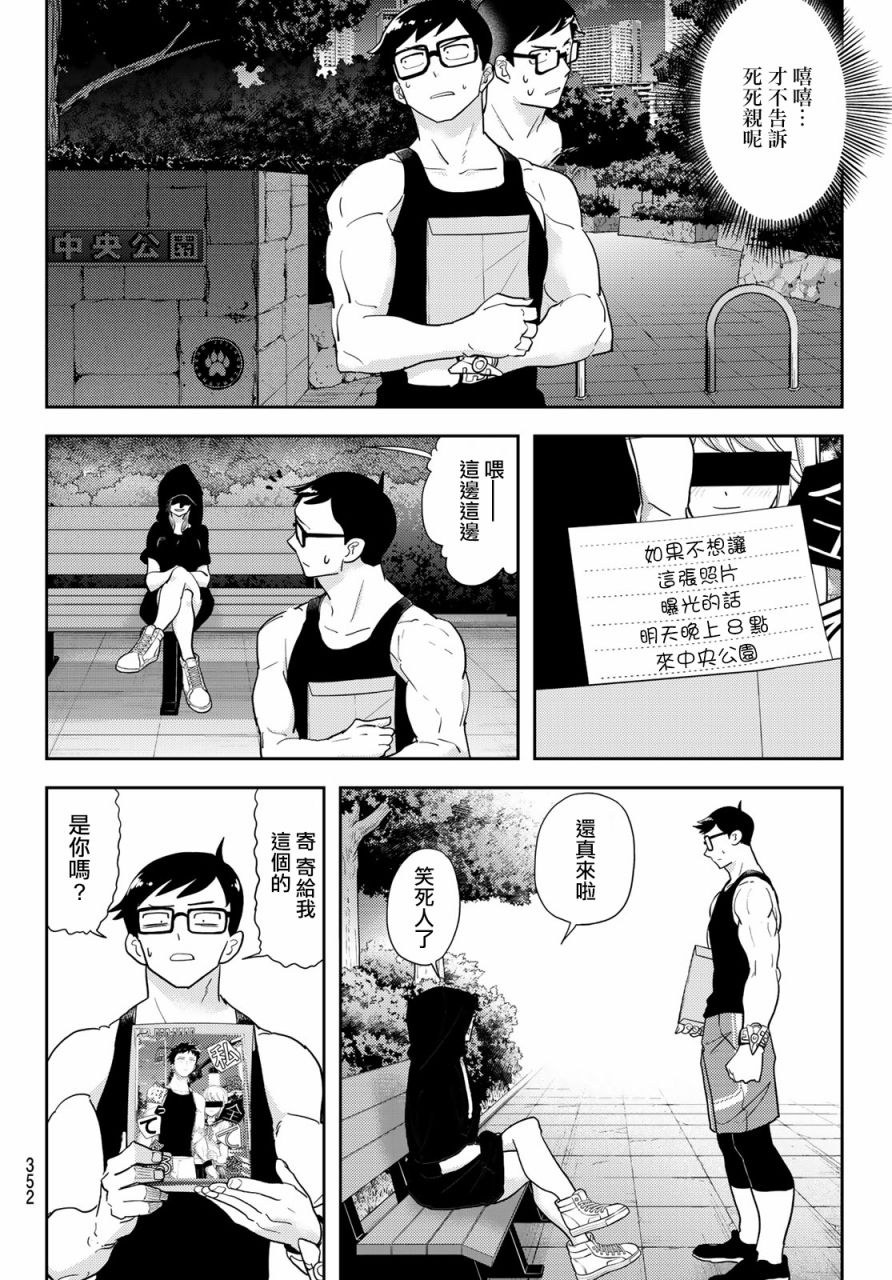 嘻嘻…
才不告訴
死死親呢
中央公園
如果不想讓
這張照片
曝光的話
明天晚上8點
來中央公園
喂──
這邊這邊
還真來啦
笑死人了
寄 寄給我
這個的
是你嗎？
私
て
352